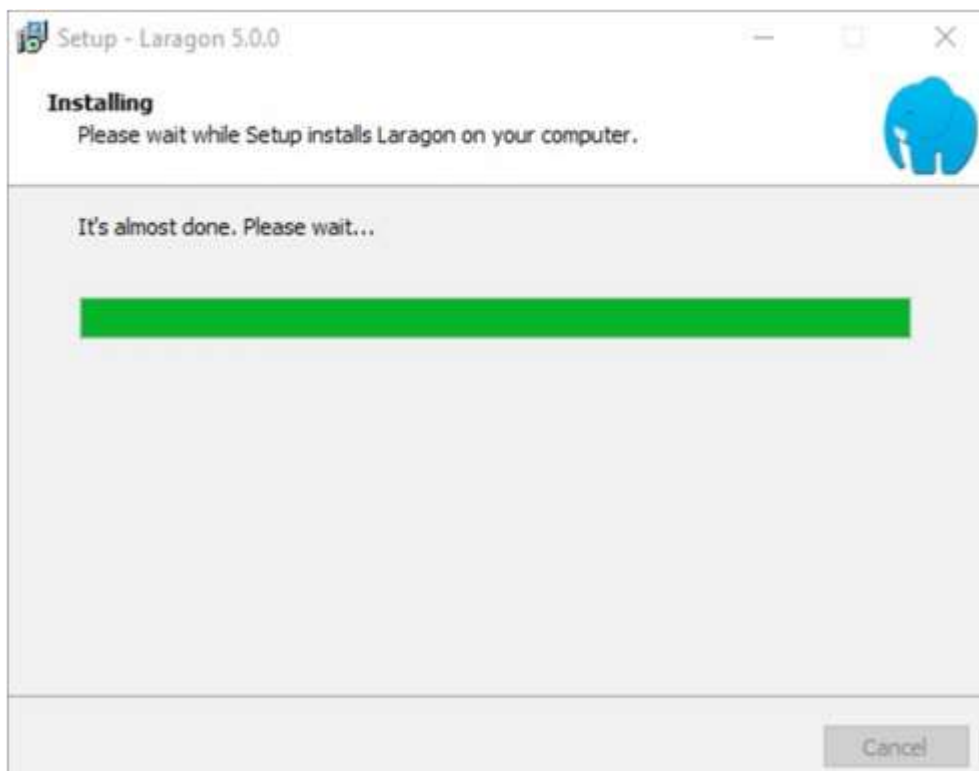 Setup - Laragon 5.0.0
Installing
Please wait while Setup installs Laragon on your computer.
It's almost done. Please wait...
Cancel